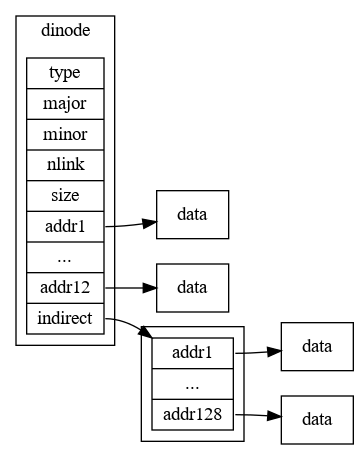 dinode
type
major
minor
nlink
size
addr1
...
addr12
indirect
data
data
addr1
...
addr128
data
data